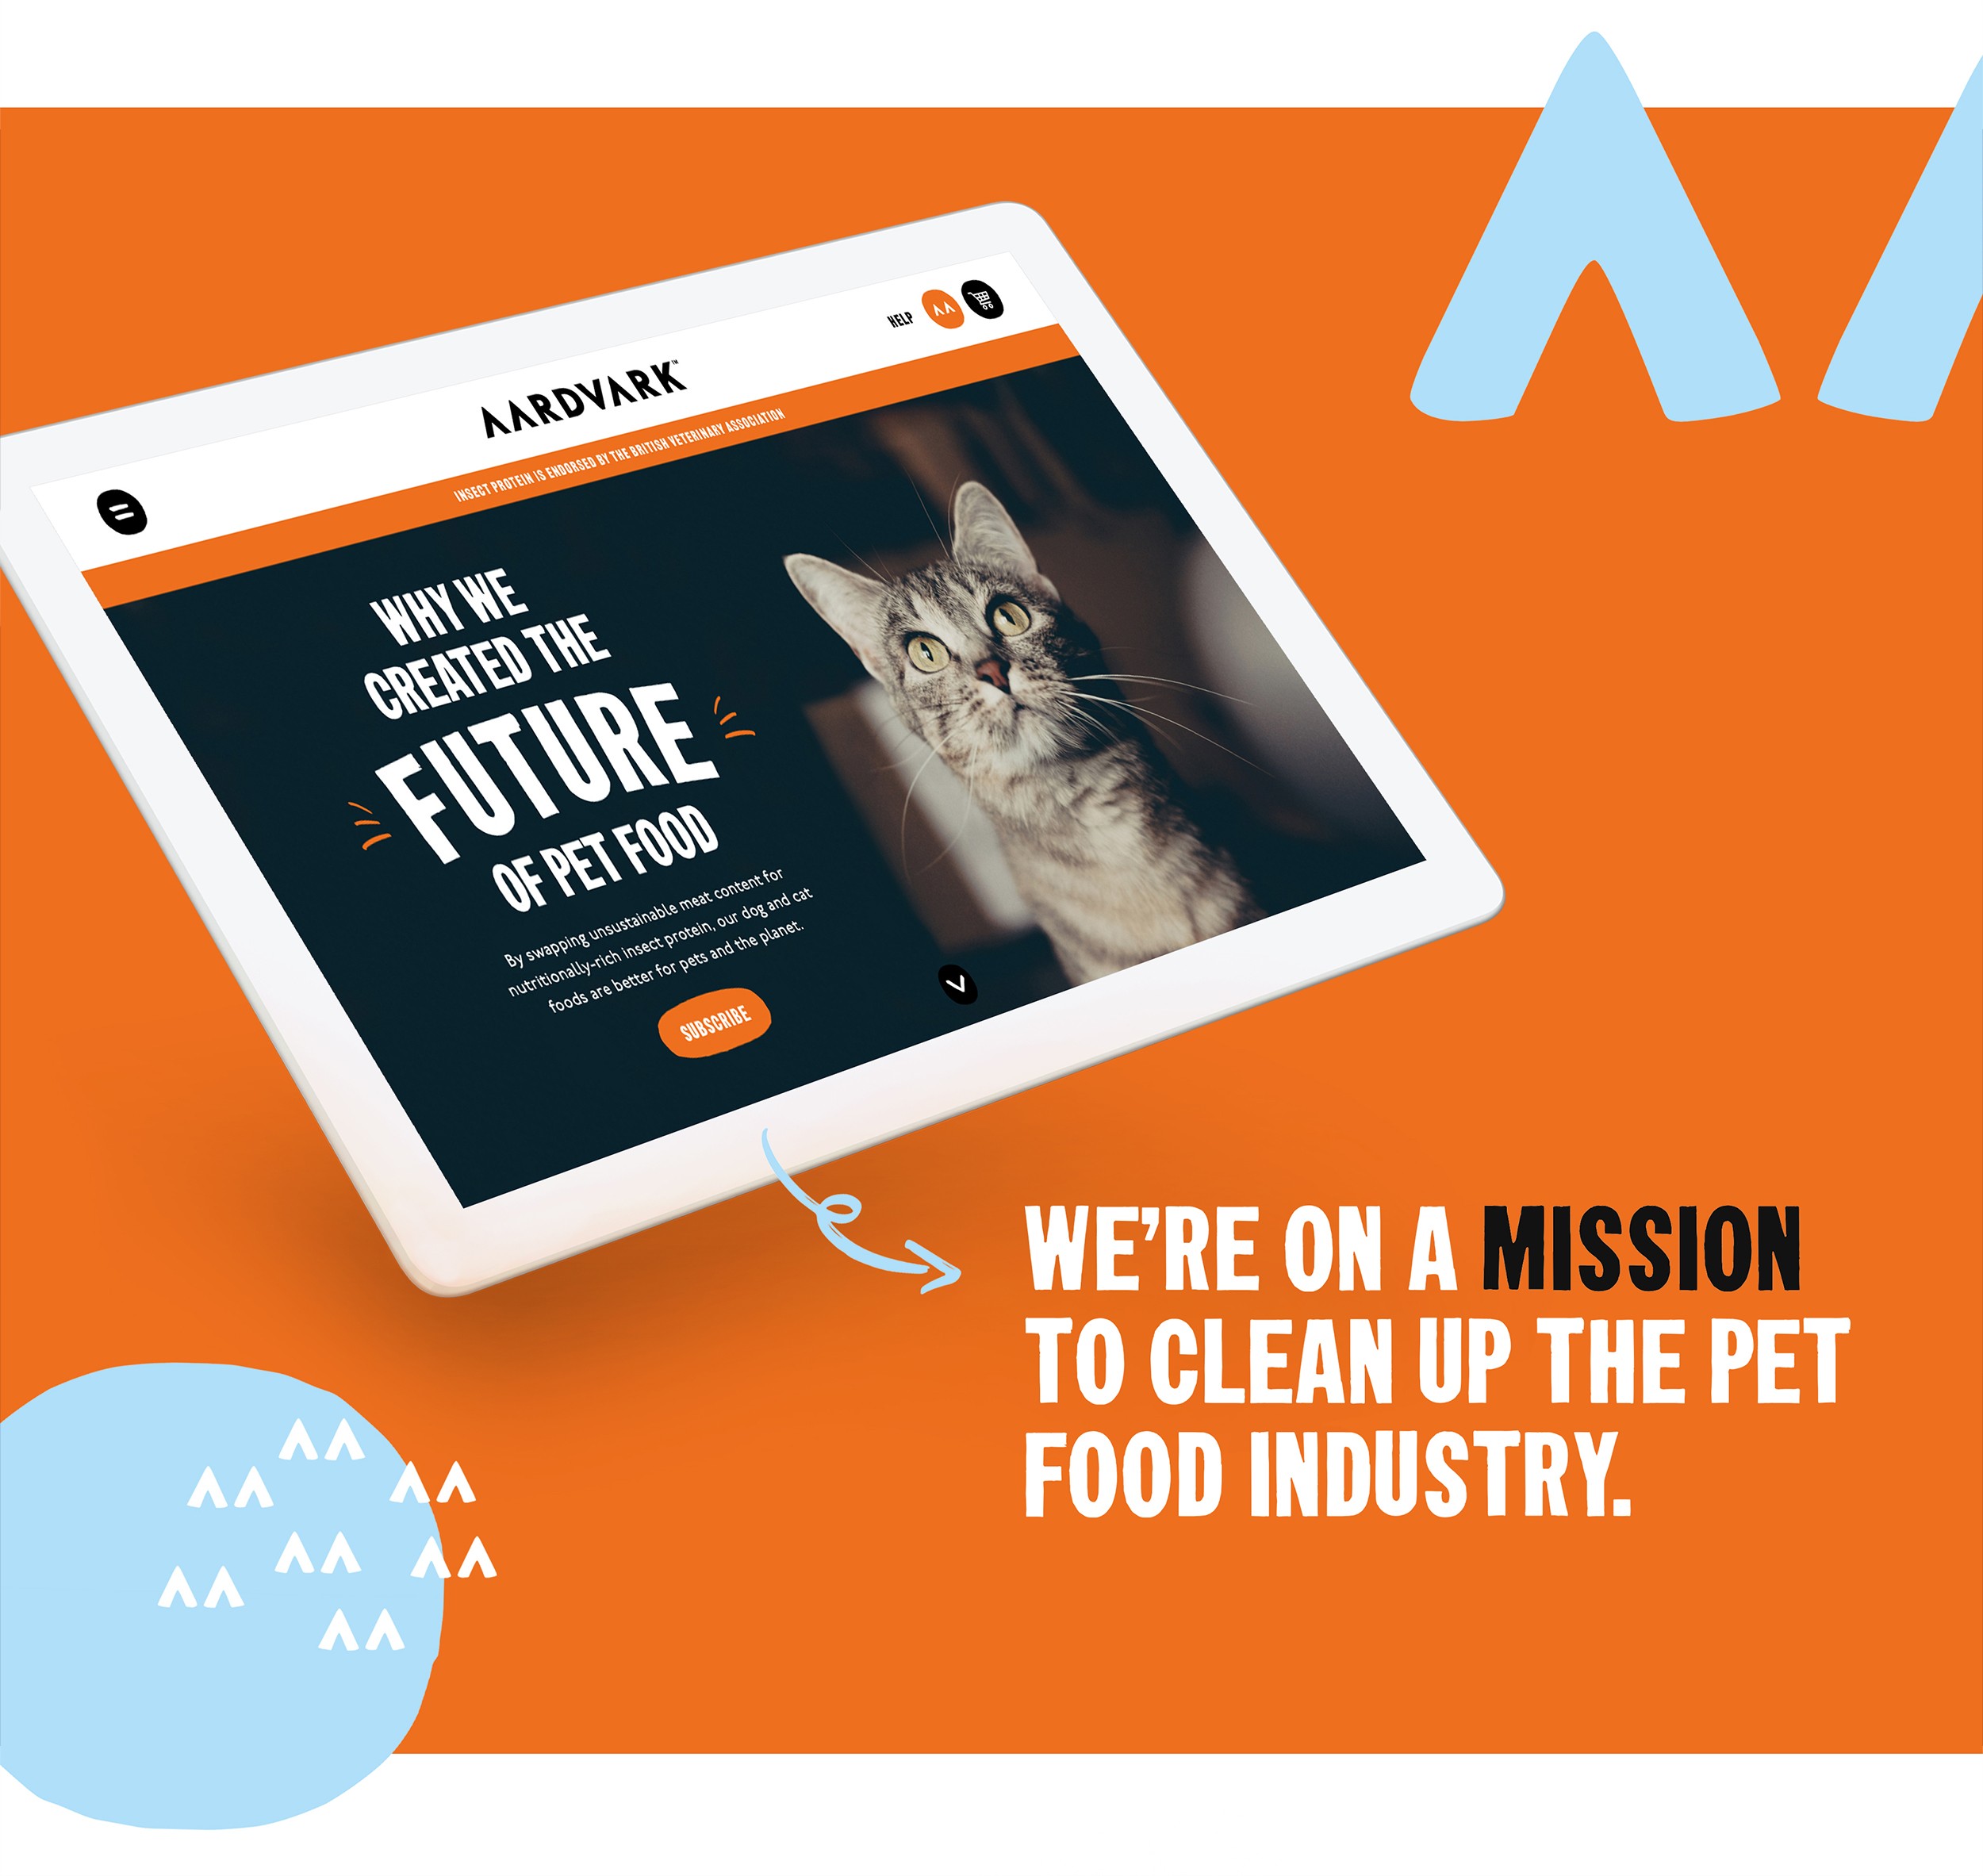 HELP
AARDVARK™
INSECT PROTEIN IS ENDORSED BY THE BRITISH VETERINARY ASSOCIATION
WHY WE
CREATED THE
FUTURE
OF PET FOOD
By swapping unsustainable meat content for
nutritionally-rich insect protein, our dog and cat
foods are better for pets and the planet.
SUBSCRIBE
WE'RE ON A MISSION
TO CLEAN UP THE PET
FOOD INDUSTRY.